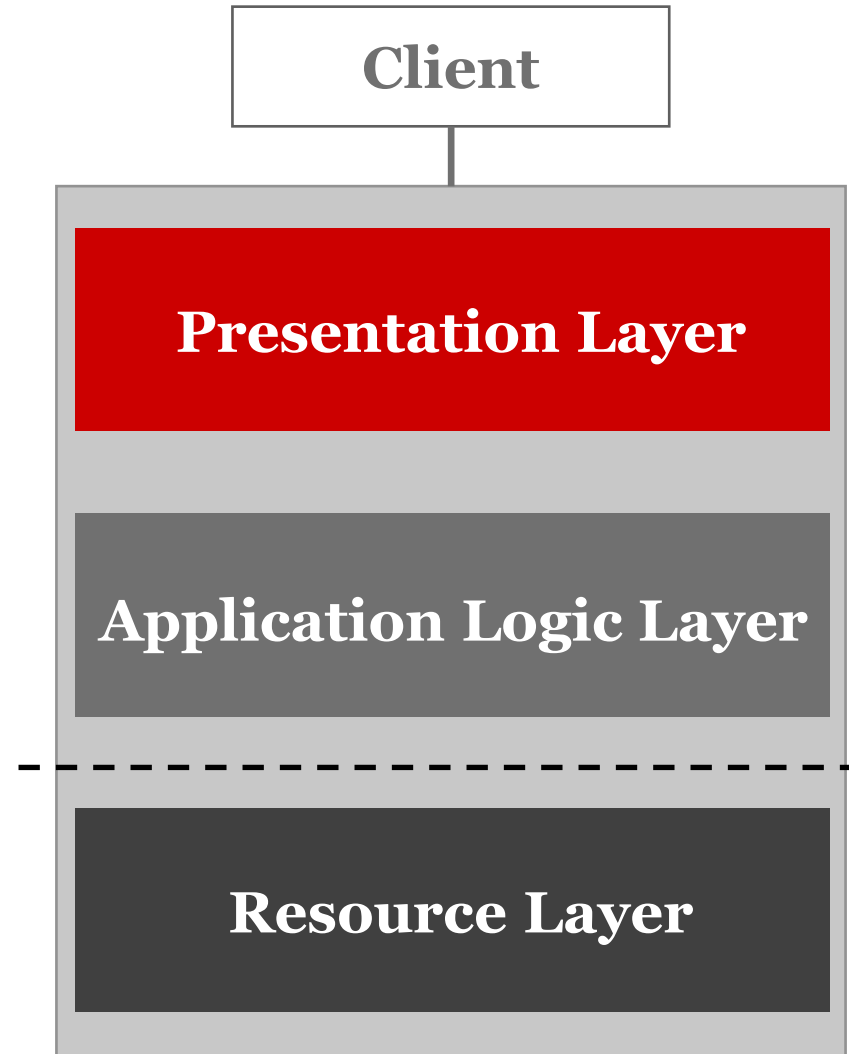 Client
Presentation Layer
Application Logic Layer
Resource Layer